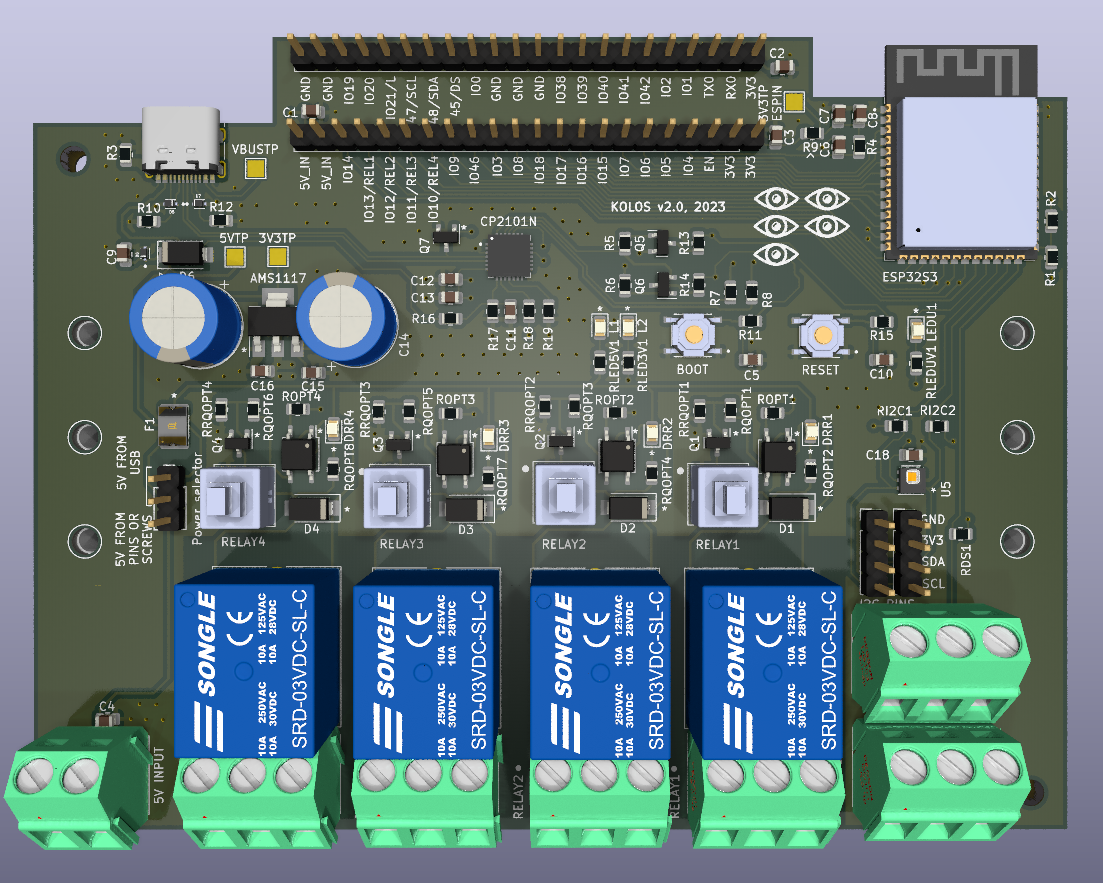 C2
GND
GND
IO19
IO20
IO21/L
47/SCL
48/SDA
45/DS
IO0
GND
GND
GND
IO38
IO39
IO40
IO41
IO42
IO2
IO1
TX0
RX0
3V3
3V3TP
ESPIN
C1
C3
C7
C8
R9
R4
5V_IN
5V_IN
IO14
IO13/REL1
IO12/REL2
IO11/REL3
IO10/REL4
IO9
IO46
IO3
IO8
IO18
IO17
IO16
IO15
IO7
IO6
IO5
IO4
EN
3V3
3V3
R3
VBUSTP
R10
R12
KOLOS v2.0, 2023
R2
R1
5VTP
3V3TP
C9
Q7
CP2101N
R5
Q5
R13
R6
Q6
R14
R7
R8
ESP32S3
AMS1117
C12
C13
R16
R17
C11
R18
R19
C14
C16
C15
L1
L2
RLED5V1
RLED3V1
BOOT
R11
C5
RESET
R15
C10
LEDU1
RLEDUV1
F1
RRQOPT4
RQOPT6
ROPT4
DRR4
RQOPT8
Q4
RRQOPT3
RQOPT5
ROPT3
DRR3
RQOPT7
Q3
RRQOPT2
RQOPT3
ROPT2
DRR2
RQOPT4
Q2
RRQOPT1
RQOPT1
ROPT1
DRR1
RQOPT2
Q1
RI2C1
RI2C2
C18
U5
5V FROM
USB
5V FROM
PINS OR
SCREWS
Power selector
RELAY4
D4
RELAY3
D3
RELAY2
D2
RELAY1
D1
GND
3V3
SDA
SCL
RDS1
I2C PINS
SONGLE
10A 250VAC 10A 125VAC
10A 30VDC 10A 28VDC
SRD-03VDC-SL-C
SONGLE
10A 250VAC 10A 125VAC
10A 30VDC 10A 28VDC
SRD-03VDC-SL-C
SONGLE
10A 250VAC 10A 125VAC
10A 30VDC 10A 28VDC
SRD-03VDC-SL-C
SONGLE
10A 250VAC 10A 125VAC
10A 30VDC 10A 28VDC
SRD-03VDC-SL-C
C4
5V INPUT
RELAY2
RELAY1